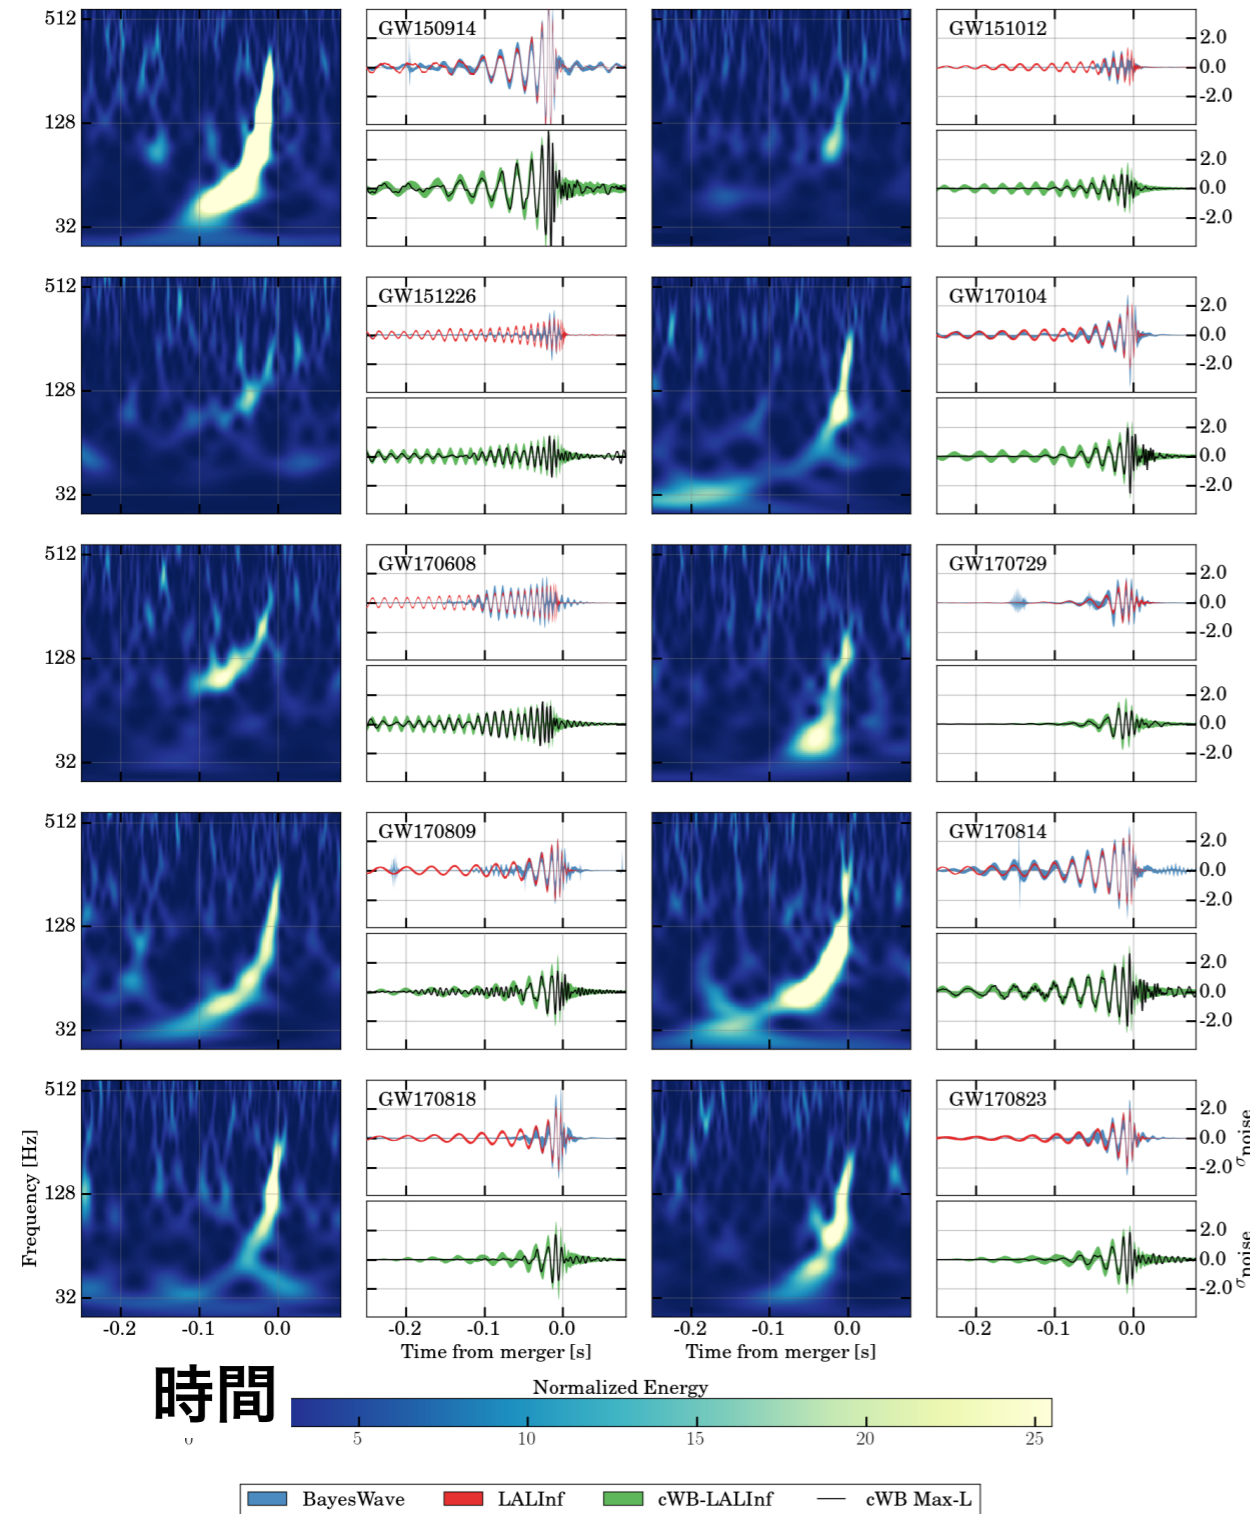 512
128
32
GW150914
GW151012
2.0
0.0
-2.0
2.0
0.0
-2.0
512
128
32
GW151226
GW170104
2.0
0.0
-2.0
2.0
0.0
-2.0
512
128
32
GW170608
GW170729
2.0
0.0
-2.0
2.0
0.0
-2.0
512
128
32
GW170809
GW170814
2.0
0.0
-2.0
2.0
0.0
-2.0
512
128
32
Frequency [Hz]
GW170818
GW170823
2.0
0.0
-2.0
σnoise
2.0
0.0
-2.0
σnoise
-0.2 -0.1 0.0 -0.2 -0.1 0.0 -0.2 -0.1 0.0 -0.2 -0.1 0.0
Time from merger [s] Time from merger [s]
時間
Normalized Energy
5 10 15 20 25
BayesWave LALInf cWB-LALInf cWB Max-L